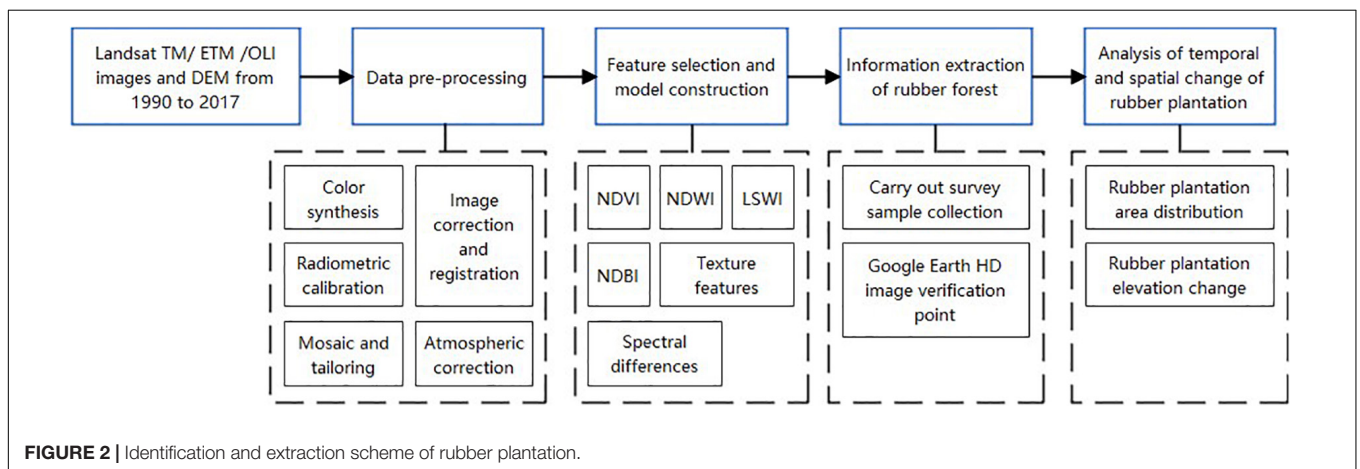 Landsat TM/ ETM /OLI
images and DEM from
1990 to 2017
Data pre-processing
Feature selection and
model construction
Information extraction
of rubber forest
Analysis of temporal
and spatial change of
rubber plantation
Color
synthesis
Image
correction
and
registration
Radiometric
calibration
Mosaic and
tailoring
Atmospheric
correction
NDVI
NDWI
LSWI
NDBI
Texture
features
Spectral
differences
Carry out survey
sample collection
Google Earth HD
image verification
point
Rubber plantation
area distribution
Rubber plantation
elevation change
FIGURE 2 | Identification and extraction scheme of rubber plantation.